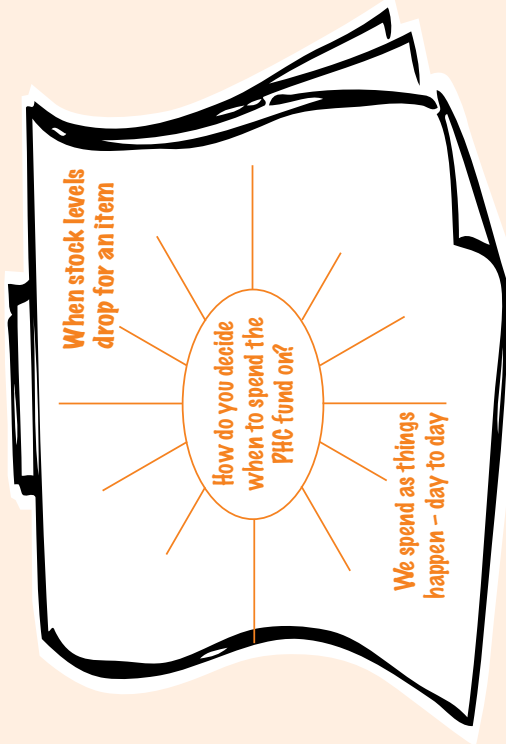 When stock levels
drop for an item
How do you decide
when to spend the
PHC fund on?
We spend as things
happen – day to day